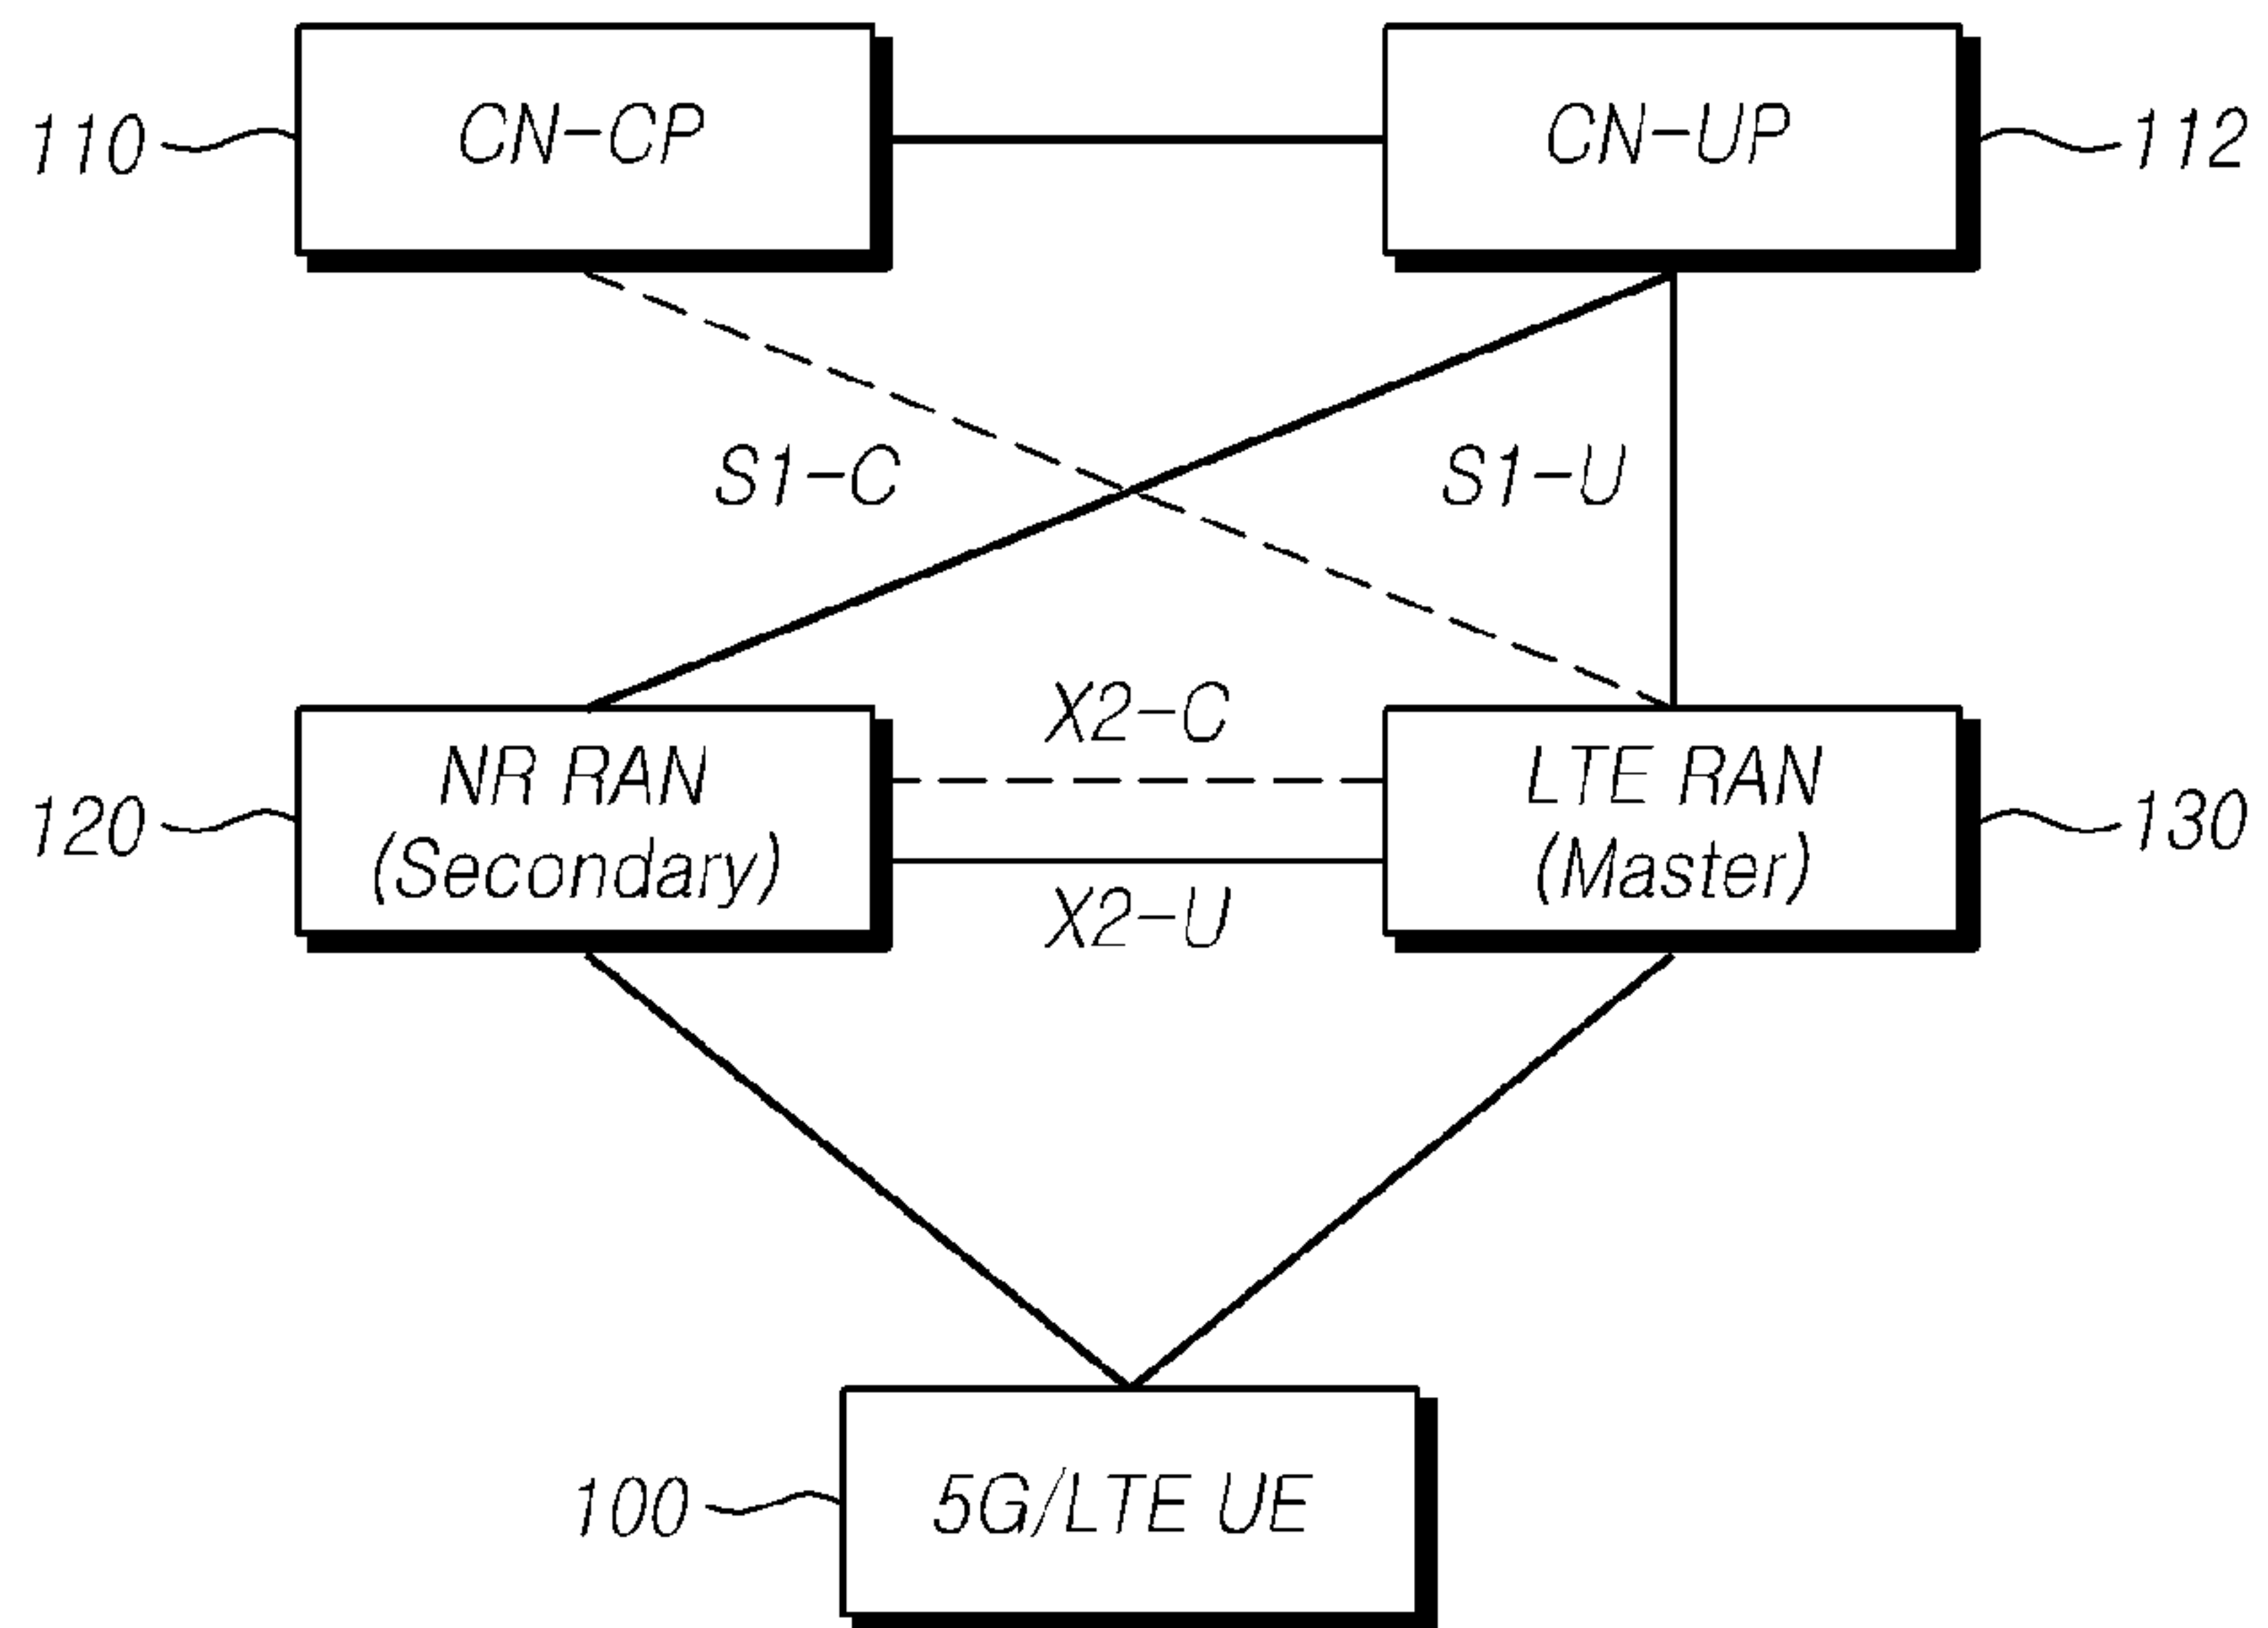 110
CN-CP
CN-UP
112
S1-C
S1-U
X2-C
120
NR RAN
(Secondary)
LTE RAN
(Master)
130
X2-U
100
5G/LTE UE